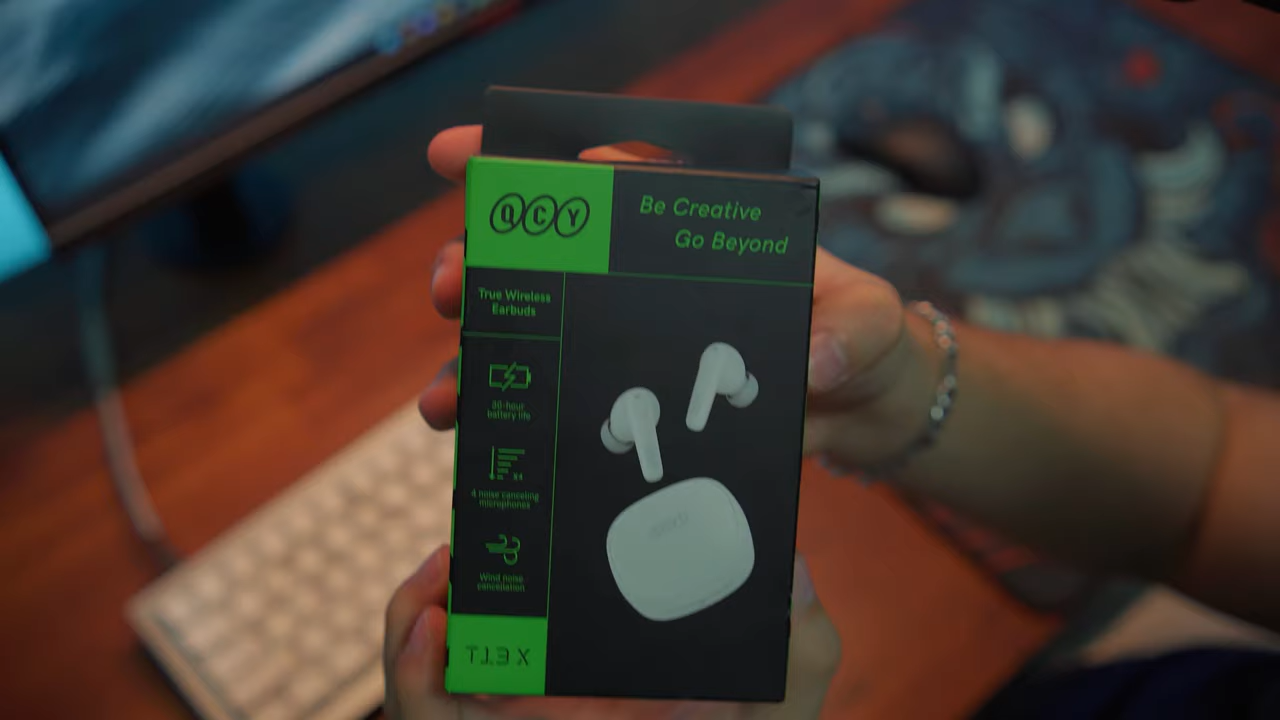 QCY
Be Creative
Go Beyond
True Wireless
Earbuds
30-hour
battery life
x4
4 noise canceling
microphones
Wind noise
cancellation
T13 X